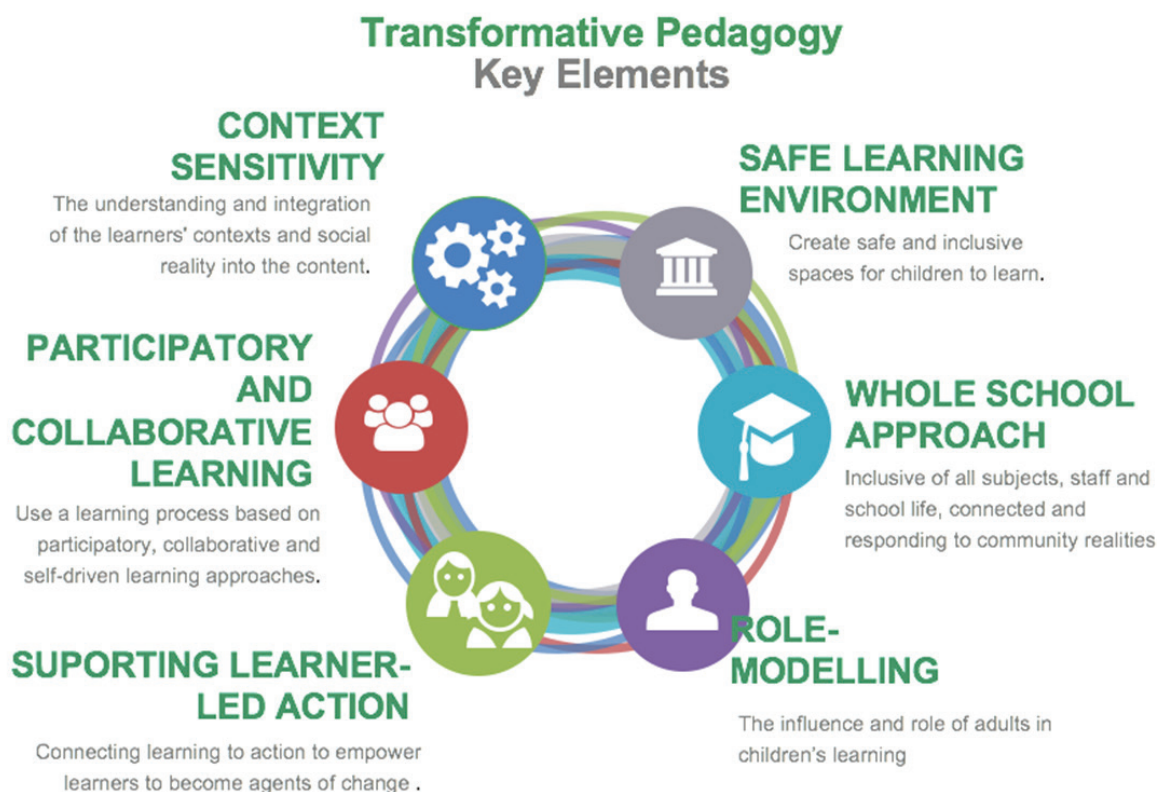 Transformative Pedagogy
Key Elements
CONTEXT
SENSITIVITY
The understanding and integration
of the learners' contexts and social
reality into the content.
SAFE LEARNING
ENVIRONMENT
Create safe and inclusive
spaces for children to learn.
PARTICIPATORY
AND
COLLABORATIVE
LEARNING
Use a learning process based on
participatory, collaborative and
self-driven learning approaches.
WHOLE SCHOOL
APPROACH
Inclusive of all subjects, staff and
school life, connected and
responding to community realities
SUPORTING LEARNER-
LED ACTION
Connecting learning to action to empower
learners to become agents of change .
ROLE-
MODELLING
The influence and role of adults in
children's learning